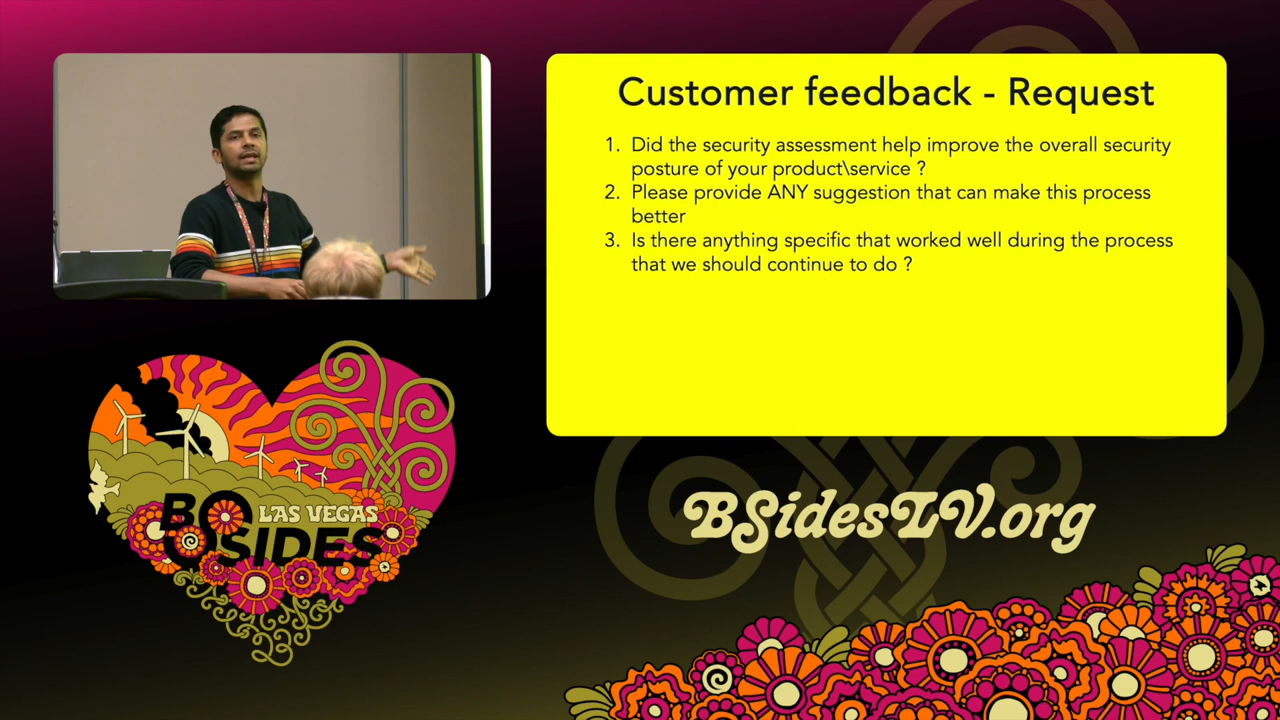 Customer feedback - Request
1. Did the security assessment help improve the overall security
posture of your product\service ?
2. Please provide ANY suggestion that can make this process
better
3. Is there anything specific that worked well during the process
that we should continue to do ?
LAS VEGAS
BSIDES
BSidesLV.org
23